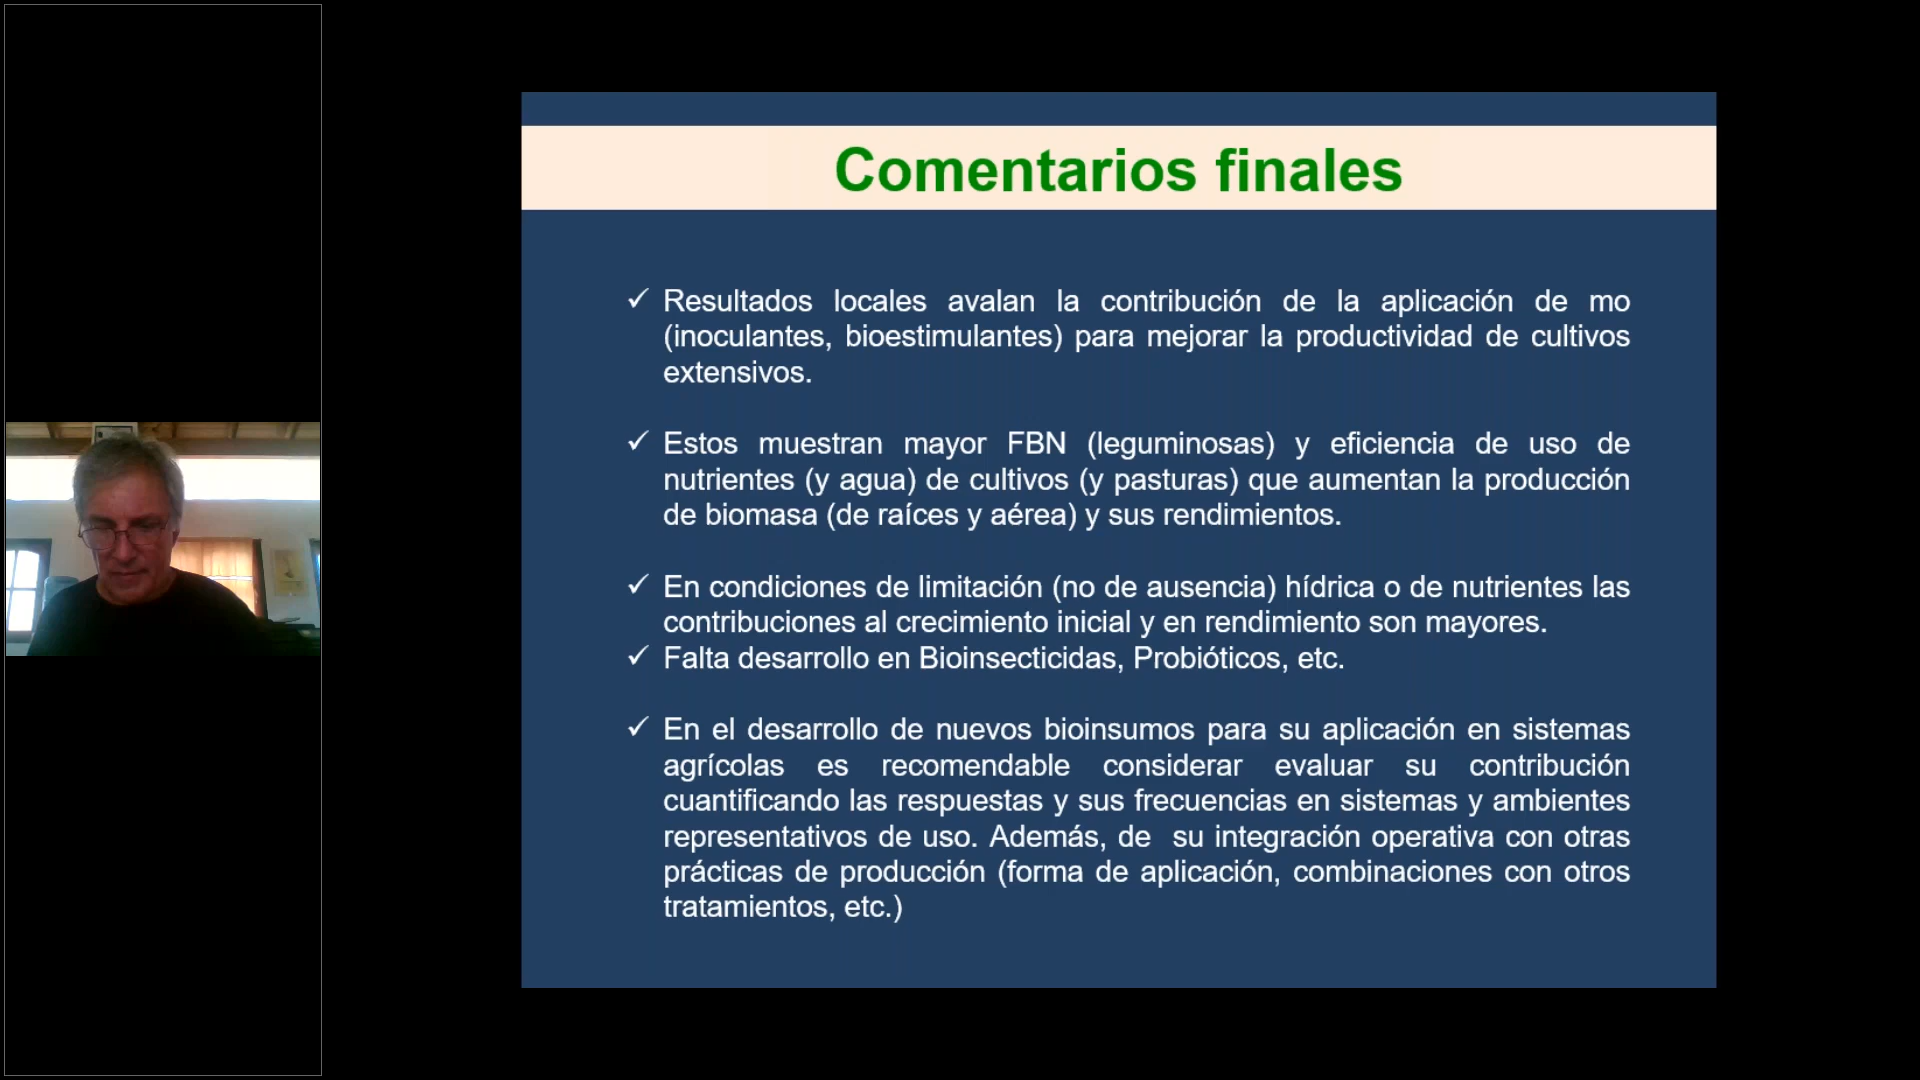 Comentarios finales
✓ Resultados locales avalan la contribución de la aplicación de mo
(inoculantes, bioestimulantes) para mejorar la productividad de cultivos
extensivos.
✓ Estos muestran mayor FBN (leguminosas) y eficiencia de uso de
nutrientes (y agua) de cultivos (y pasturas) que aumentan la producción
de biomasa (de raíces y aérea) y sus rendimientos.
✓ En condiciones de limitación (no de ausencia) hídrica o de nutrientes las
contribuciones al crecimiento inicial y en rendimiento son mayores.
✓ Falta desarrollo en Bioinsecticidas, Probióticos, etc.
✓ En el desarrollo de nuevos bioinsumos para su aplicación en sistemas
agrícolas es recomendable considerar evaluar su contribución
cuantificando las respuestas y sus frecuencias en sistemas y ambientes
representativos de uso. Además, de su integración operativa con otras
prácticas de producción (forma de aplicación, combinaciones con otros
tratamientos, etc.)